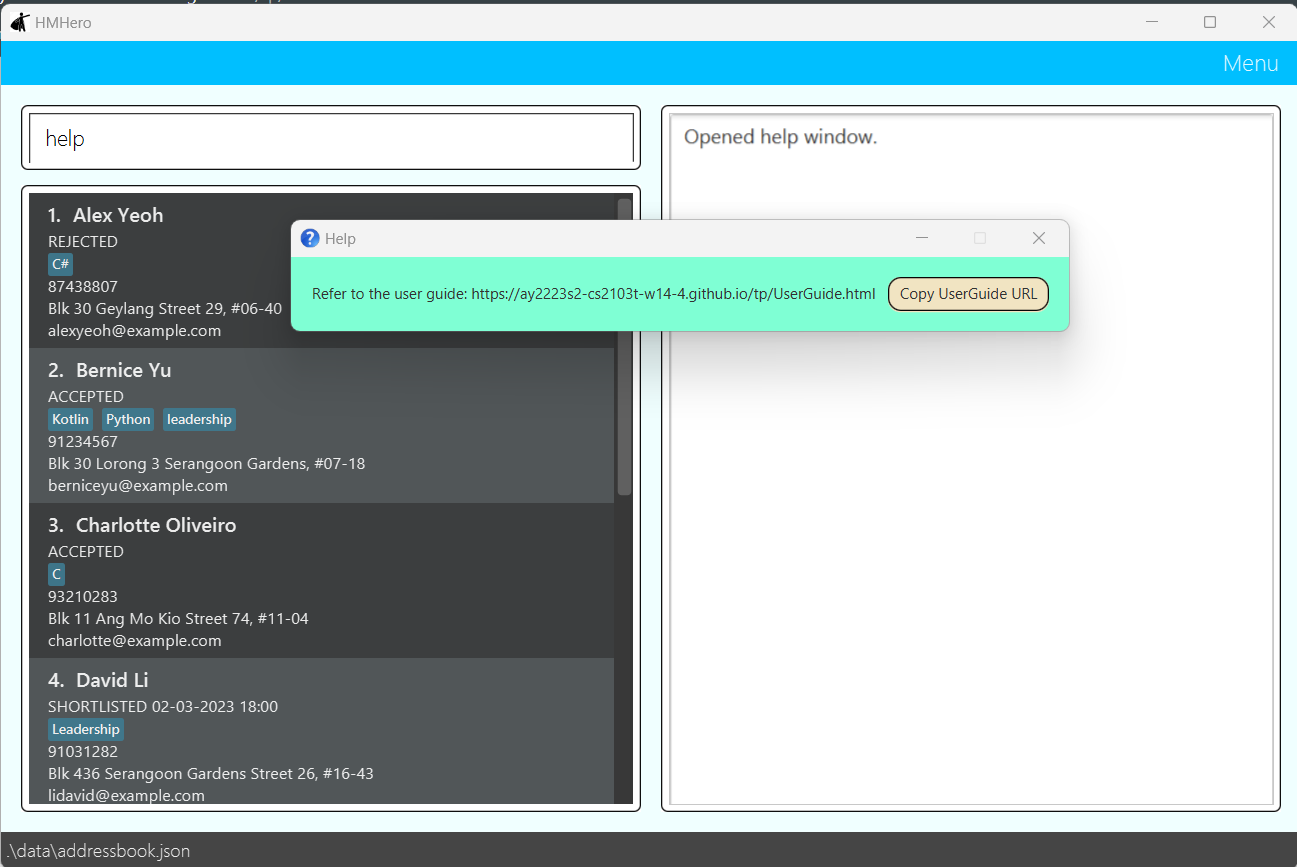 HMHero
Menu
help
Opened help window.
1. Alex Yeoh
REJECTED
C#
87438807
Blk 30 Geylang Street 29, #06-40
alexyeoh@example.com
Help
Refer to the user guide: https://ay2223s2-cs2103t-w14-4.github.io/tp/UserGuide.html Copy UserGuide URL
2. Bernice Yu
ACCEPTED
Kotlin Python leadership
91234567
Blk 30 Lorong 3 Serangoon Gardens, #07-18
berniceyu@example.com
3. Charlotte Oliveiro
ACCEPTED
C
93210283
Blk 11 Ang Mo Kio Street 74, #11-04
charlotte@example.com
4. David Li
SHORTLISTED 02-03-2023 18:00
Leadership
91031282
Blk 436 Serangoon Gardens Street 26, #16-43
lidavid@example.com
.\data\addressbook.json